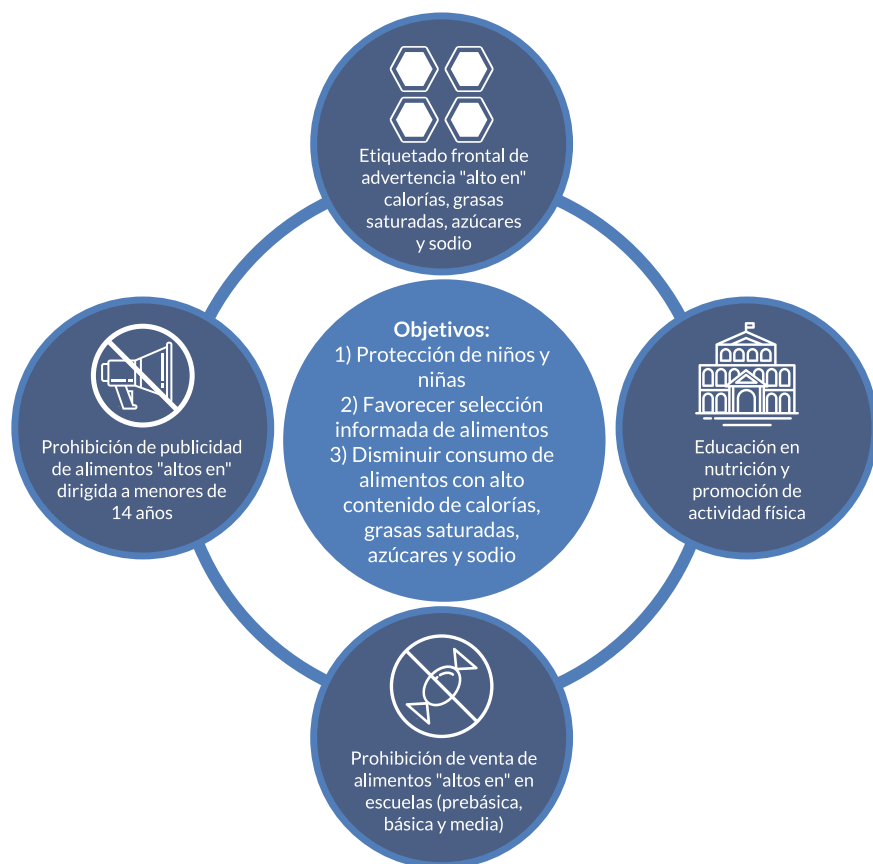 Etiquetado frontal de
advertencia "alto en"
calorías, grasas
saturadas, azúcares
y sodio
Objetivos:
1) Protección de niños y
niñas
2) Favorecer selección
informada de alimentos
3) Disminuir consumo de
alimentos con alto
contenido de calorías,
grasas saturadas,
azúcares y sodio
Prohibición de publicidad
de alimentos "altos en"
dirigida a menores de
14 años
Educación en
nutrición y
promoción de
actividad física
Prohibición de venta de
alimentos "altos en" en
escuelas (prebásica,
básica y media)